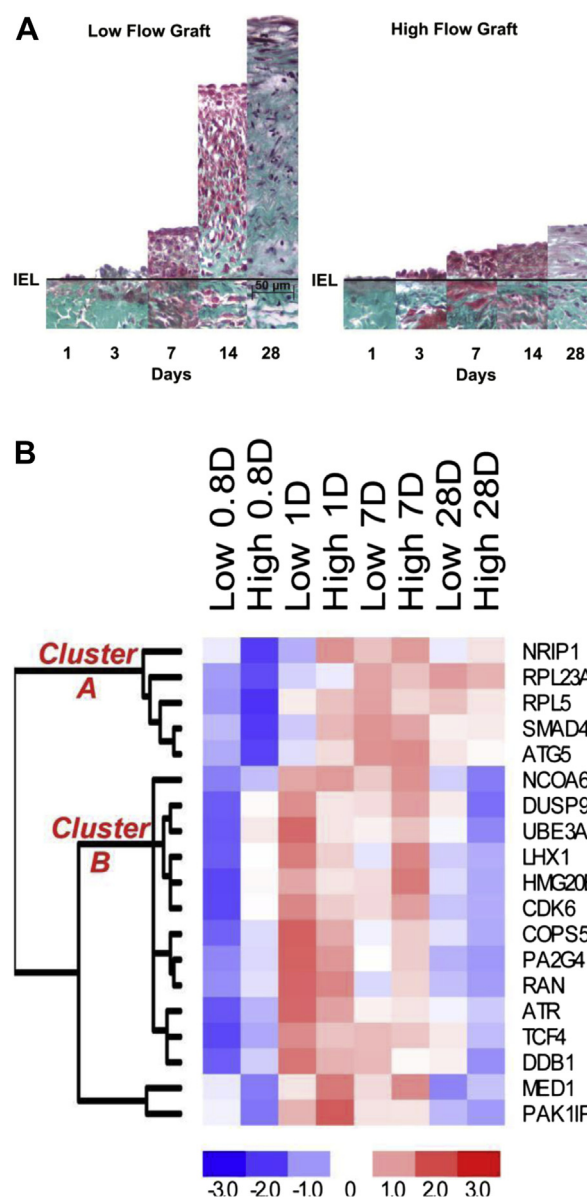 A
Low Flow Graft
High Flow Graft
IEL
50 µm
IEL
1 3 7 14 28
Days
1 3 7 14 28
Days
B
Low 0.8D
High 0.8D
Low 1D
High 1D
Low 7D
High 7D
Low 28D
High 28D
Cluster
A
Cluster
B
NRIP1
RPL23A
RPL5
SMAD4
ATG5
NCOA6
DUSP9
UBE3A
LHX1
HMG20
CDK6
COPS5
PA2G4
RAN
ATR
TCF4
DDB1
MED1
PAK1IP
-3.0 -2.0 -1.0 0 1.0 2.0 3.0